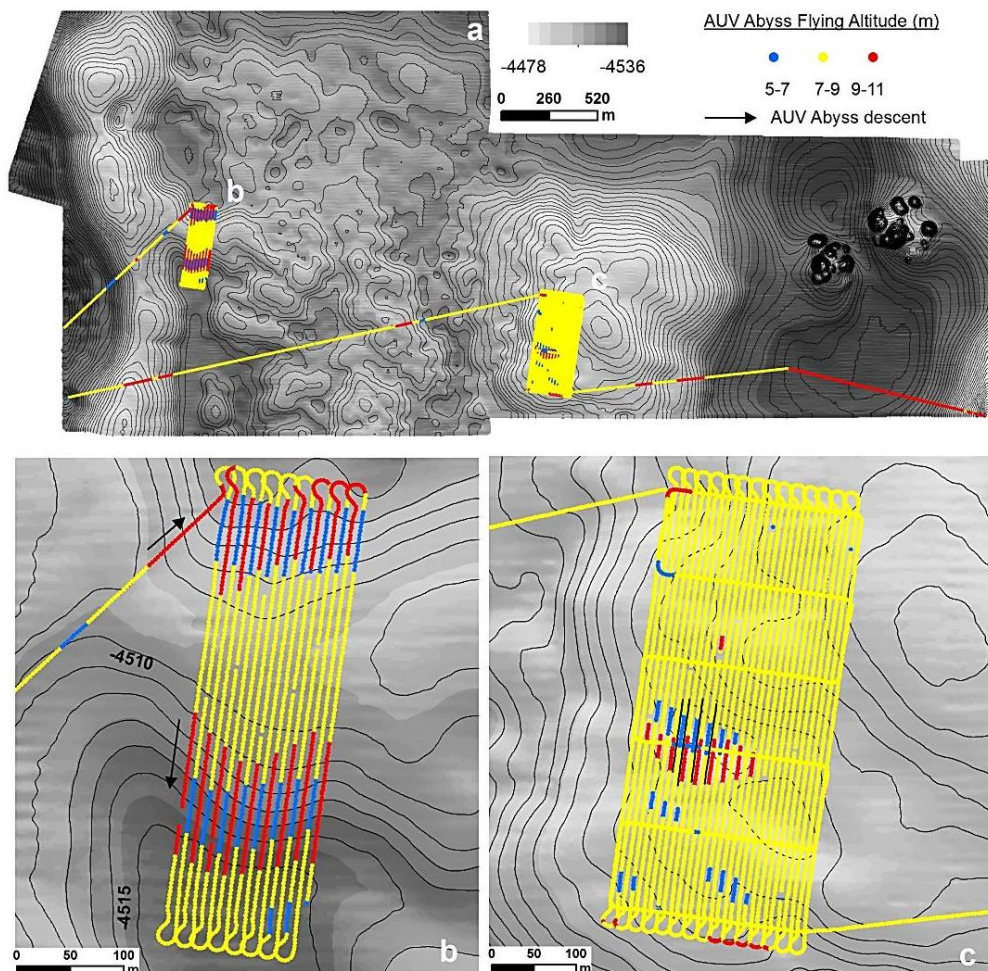 a
AUV Abyss Flying Altitude (m)
-4478 -4536
5-7 7-9 9-11
0 260 520
m
AUV Abyss descent
b
c
-4510
-4515
0 50 100
m
b
0 50 100
m
c